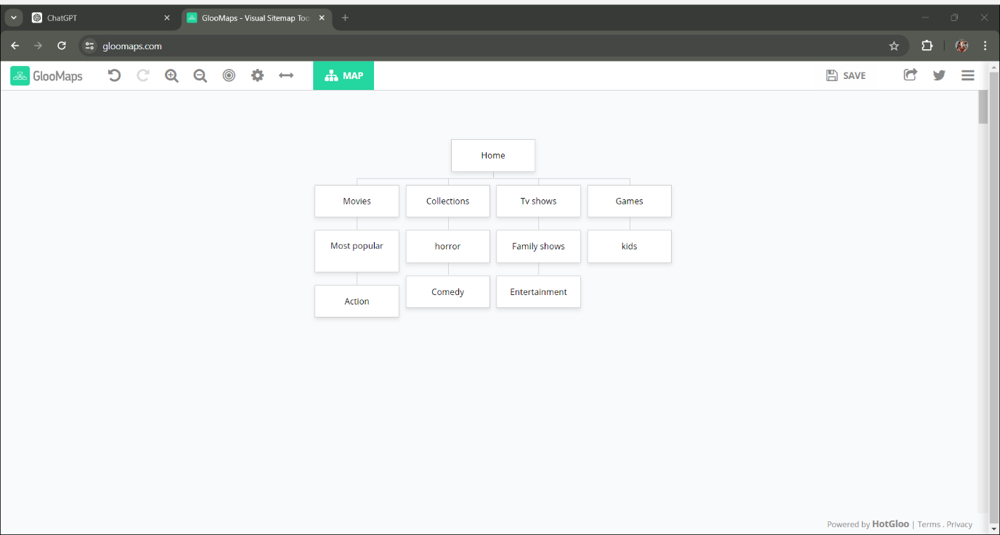 ChatGPT
GlooMaps - Visual Sitemap Too
gloomaps.com
GlooMaps
MAP
SAVE
Home
Movies
Collections
Tv shows
Games
Most popular
horror
Family shows
kids
Action
Comedy
Entertainment
Powered by HotGloo | Terms . Privacy